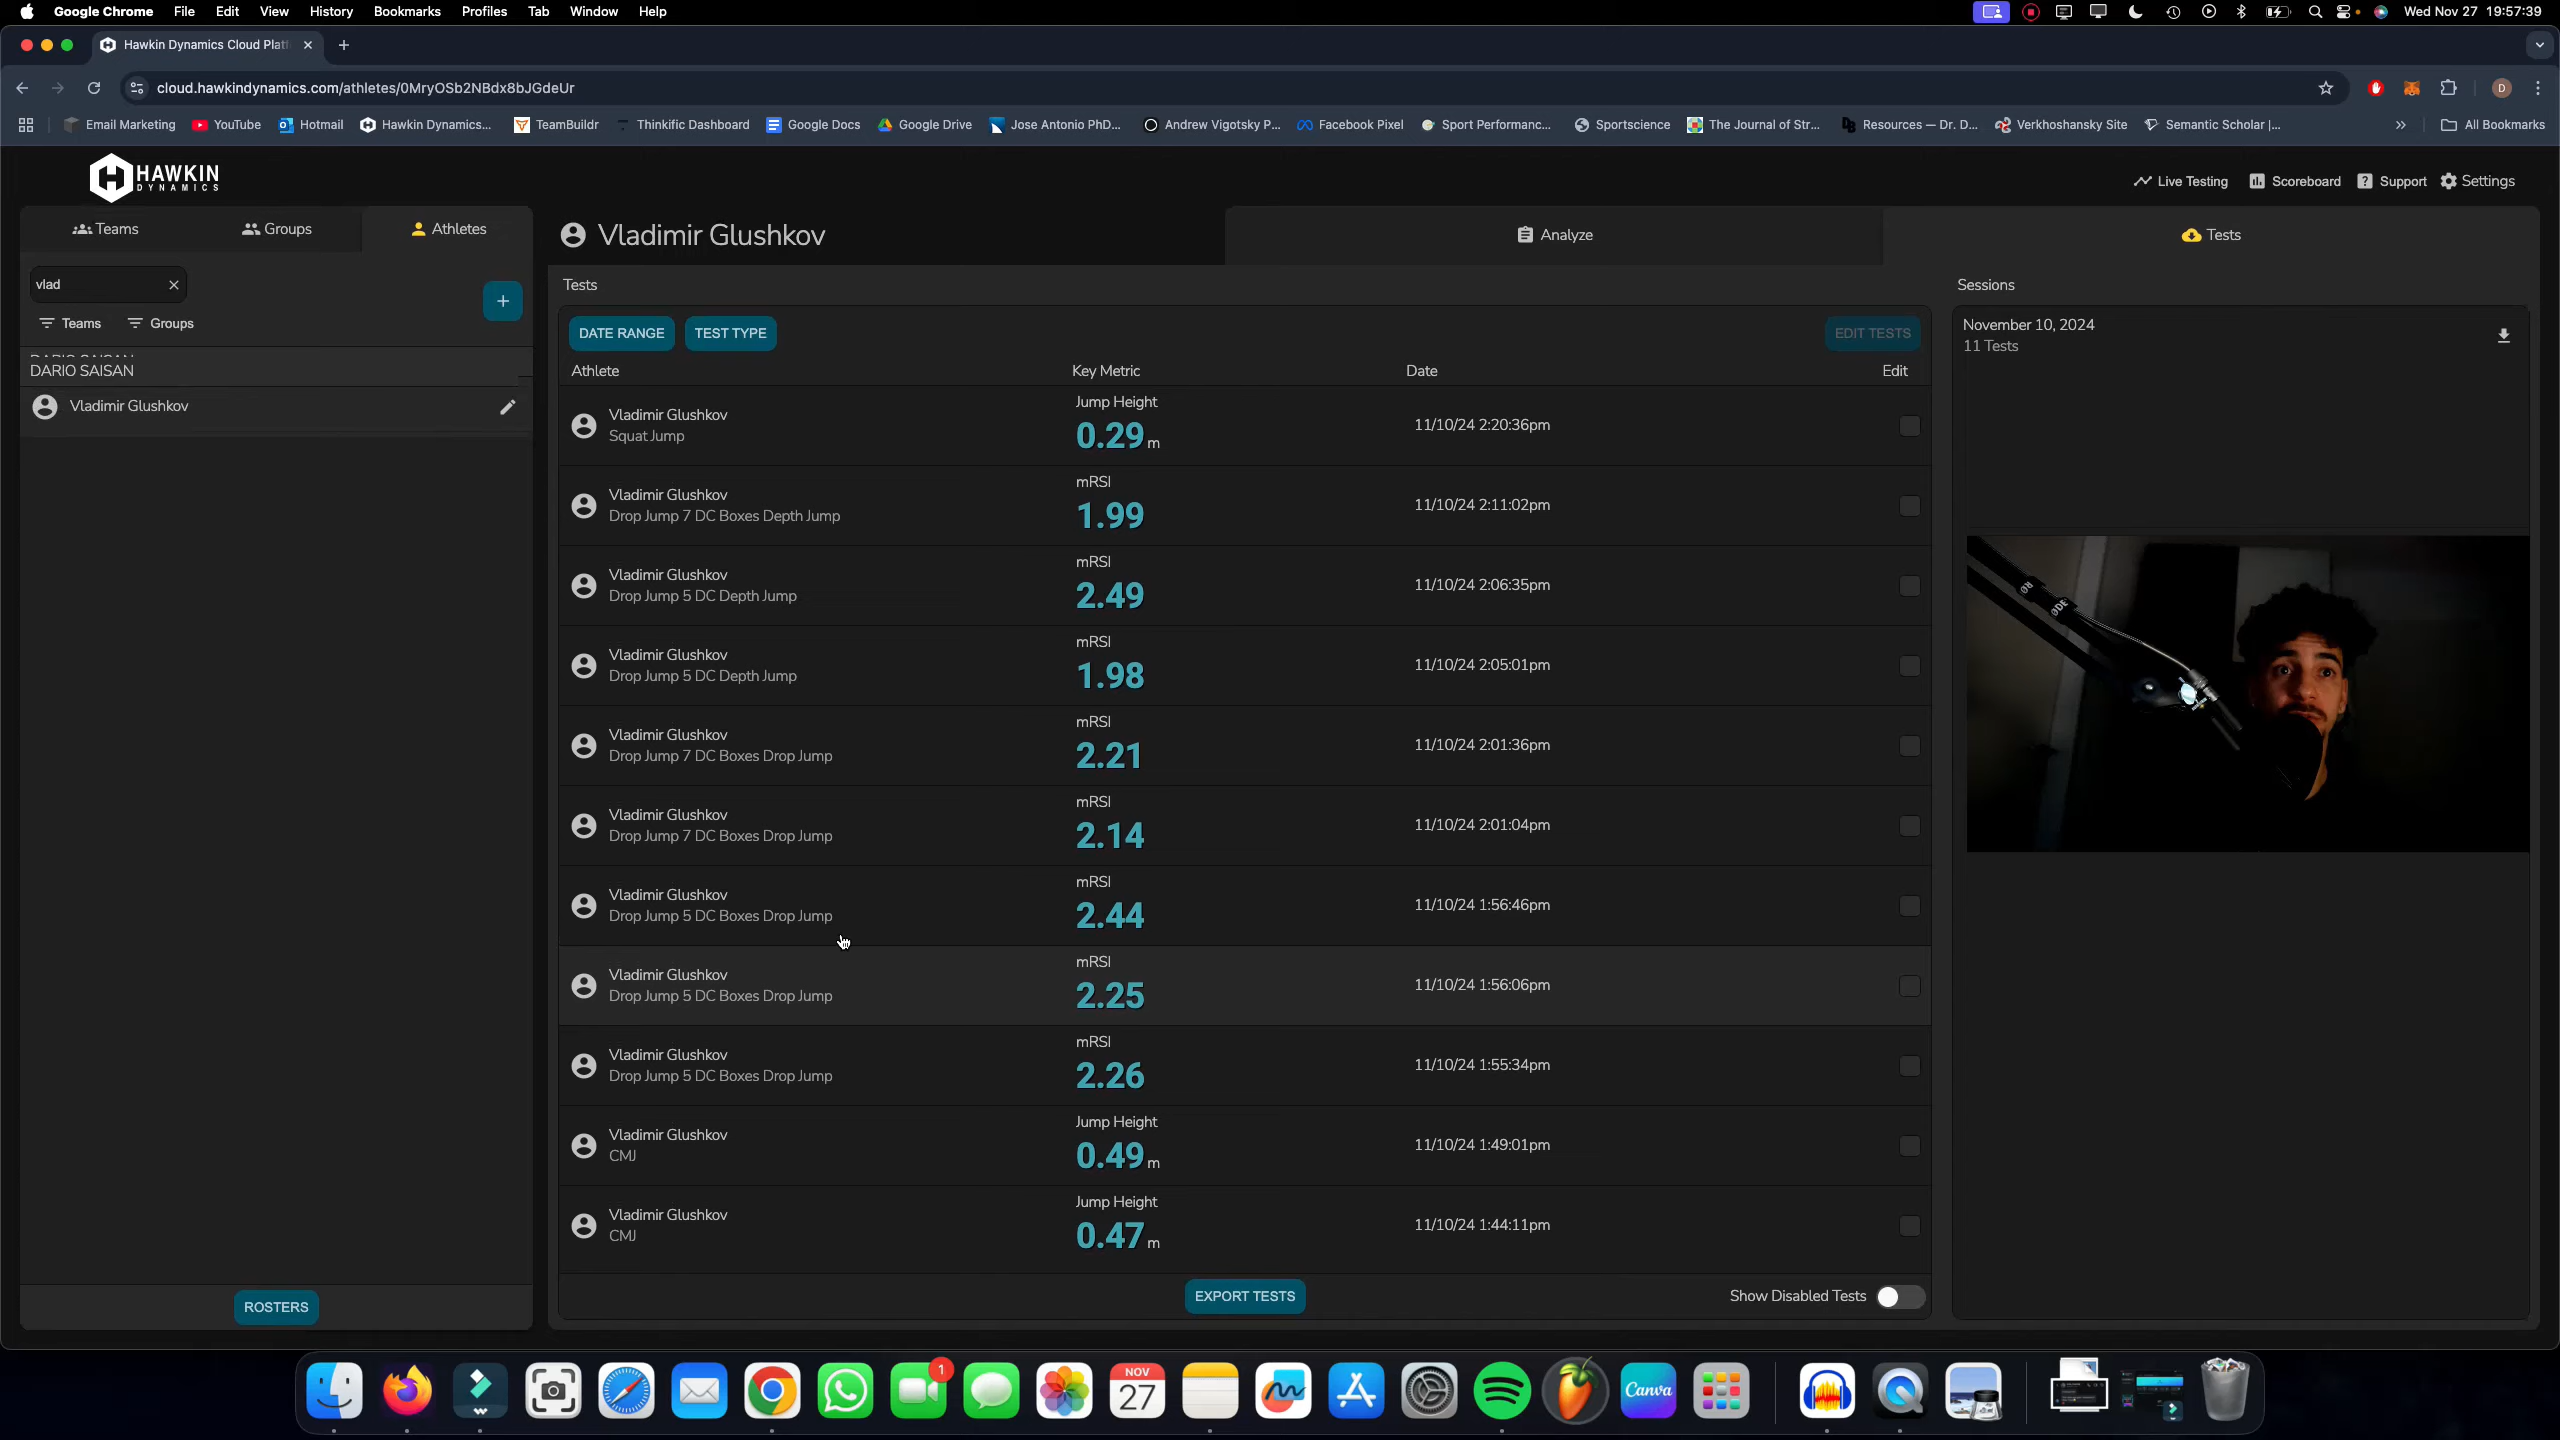 Google Chrome File Edit View History Bookmarks Profiles Tab Window Help
Wed Nov 27 19:57:39
Hawkin Dynamics Cloud Plat
cloud.hawkindynamics.com/athletes/0MryOSb2NBdx8bJGdeUr
D
Email Marketing YouTube Hotmail Hawkin Dynamics... TeamBuildr Thinkific Dashboard Google Docs Google Drive Jose Antonio PhD... Andrew Vigotsky P... Facebook Pixel Sport Performanc... Sportscience The Journal of Str... Resources — Dr. D... Verkhoshansky Site Semantic Scholar |... All Bookmarks
HAWKIN
DYNAMICS
Live Testing Scoreboard Support Settings
Teams Groups Athletes
vlad
Teams Groups
DARIO SAISAN
Vladimir Glushkov
ROSTERS
Vladimir Glushkov
Analyze
Tests
Tests
DATE RANGE TEST TYPE EDIT TESTS
Athlete Key Metric Date Edit
Vladimir Glushkov
Squat Jump
Jump Height
0.29 m
11/10/24 2:20:36pm
Vladimir Glushkov
Drop Jump 7 DC Boxes Depth Jump
mRSI
1.99
11/10/24 2:11:02pm
Vladimir Glushkov
Drop Jump 5 DC Depth Jump
mRSI
2.49
11/10/24 2:06:35pm
Vladimir Glushkov
Drop Jump 5 DC Depth Jump
mRSI
1.98
11/10/24 2:05:01pm
Vladimir Glushkov
Drop Jump 7 DC Boxes Drop Jump
mRSI
2.21
11/10/24 2:01:36pm
Vladimir Glushkov
Drop Jump 7 DC Boxes Drop Jump
mRSI
2.14
11/10/24 2:01:04pm
Vladimir Glushkov
Drop Jump 5 DC Boxes Drop Jump
mRSI
2.44
11/10/24 1:56:46pm
Vladimir Glushkov
Drop Jump 5 DC Boxes Drop Jump
mRSI
2.25
11/10/24 1:56:06pm
Vladimir Glushkov
Drop Jump 5 DC Boxes Drop Jump
mRSI
2.26
11/10/24 1:55:34pm
Vladimir Glushkov
CMJ
Jump Height
0.49 m
11/10/24 1:49:01pm
Vladimir Glushkov
CMJ
Jump Height
0.47 m
11/10/24 1:44:11pm
EXPORT TESTS
Show Disabled Tests
Sessions
November 10, 2024
11 Tests
RØDE
1
NOV
27
Canva